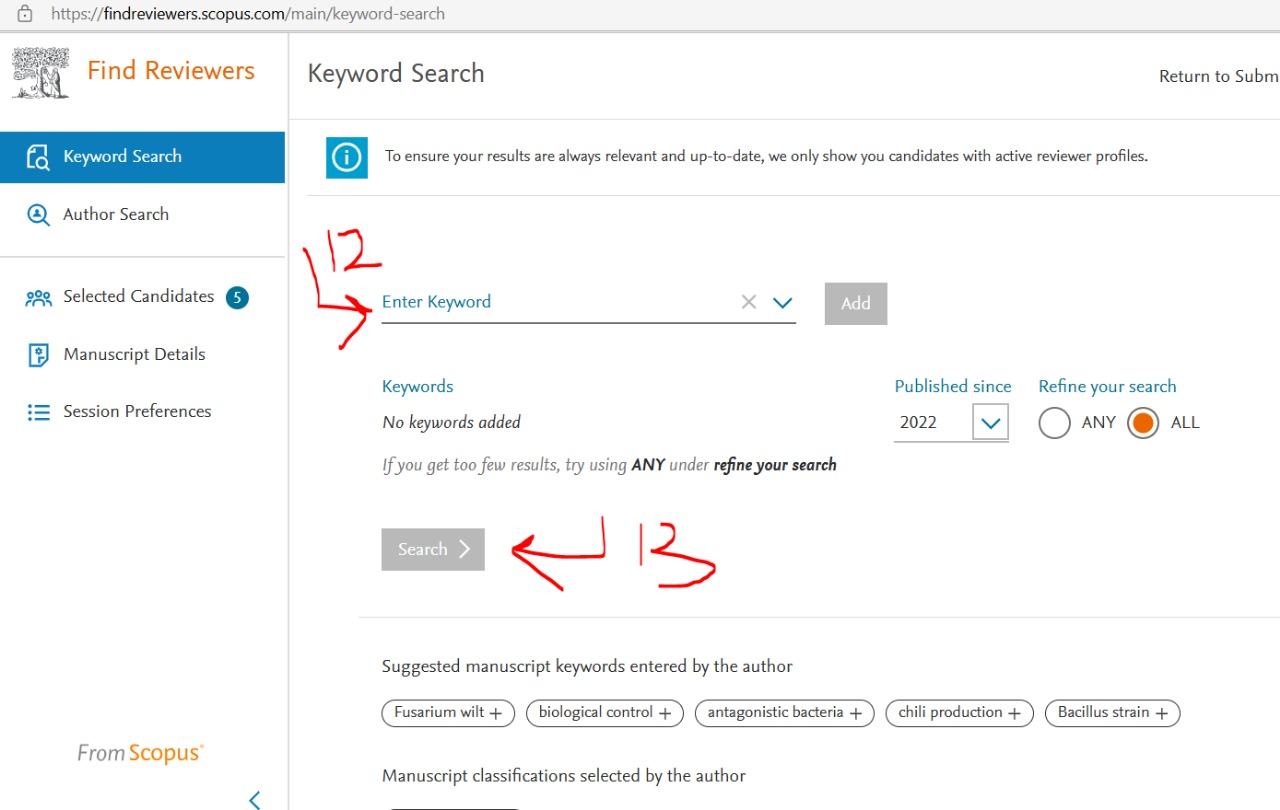 https://findreviewers.scopus.com/main/keyword-search
Find Reviewers
Keyword Search
Return to Subm
Keyword Search
To ensure your results are always relevant and up-to-date, we only show you candidates with active reviewer profiles.
Author Search
12
Selected Candidates 5
Enter Keyword
Add
Manuscript Details
Keywords
Published since
Refine your search
Session Preferences
No keywords added
2022
ANY
ALL
If you get too few results, try using ANY under refine your search
Search
13
Suggested manuscript keywords entered by the author
Fusarium wilt +
biological control +
antagonistic bacteria +
chili production +
Bacillus strain +
From Scopus®
Manuscript classifications selected by the author